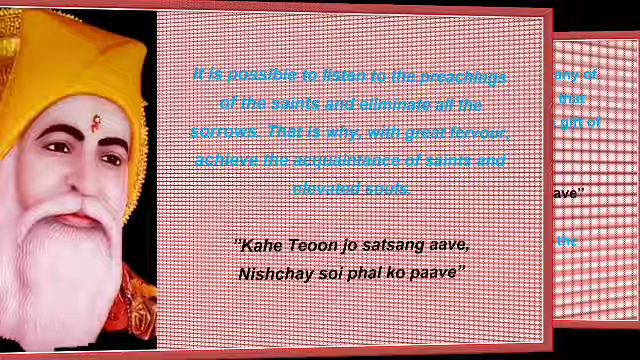 It is possible to listen to the preachings
of the saints and eliminate all the
sorrows. That is why, with great fervour,
achieve the acquaintance of saints and
elevated souls.
"Kahe Teoon jo satsang aave,
Nishchay soi phal ko paave"
any of
that
gift of
ave"
the